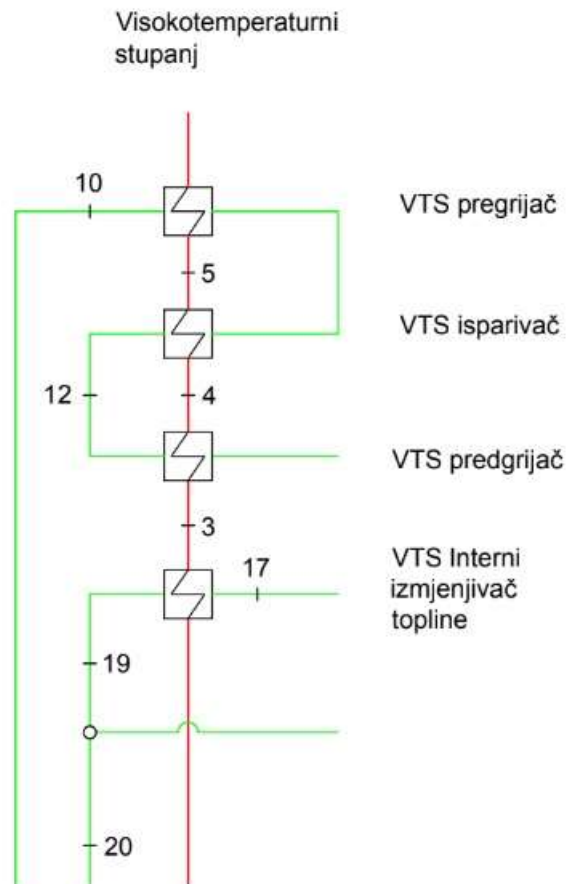 Visokotemperaturni
stupanj
10
VTS pregrijač
5
VTS isparivač
12
4
VTS predgrijač
3
17
VTS Interni
izmjenjivač
topline
19
20